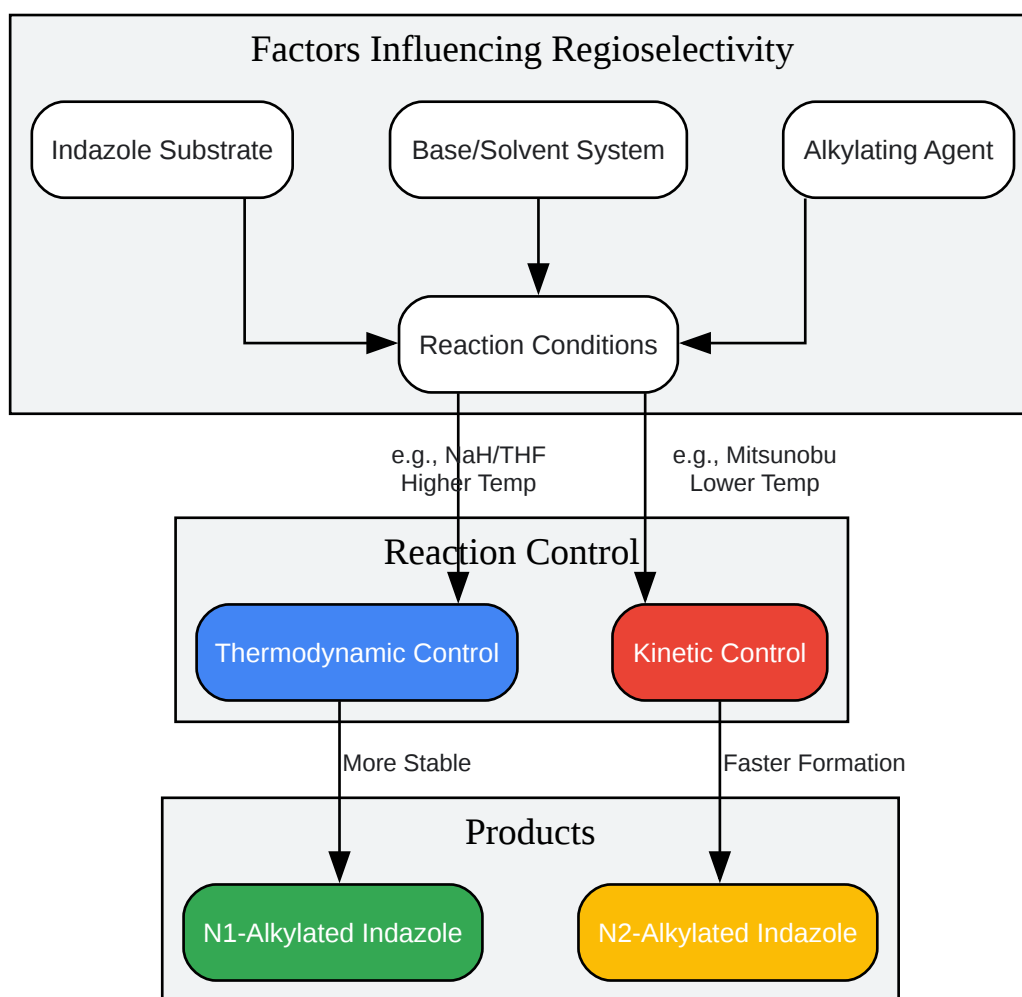 Factors Influencing Regioselectivity
Indazole Substrate
Base/Solvent System
Alkylating Agent
Reaction Conditions
e.g., NaH/THF
Higher Temp
e.g., Mitsunobu
Lower Temp
Reaction Control
Thermodynamic Control
Kinetic Control
More Stable
Faster Formation
Products
N1-Alkylated Indazole
N2-Alkylated Indazole